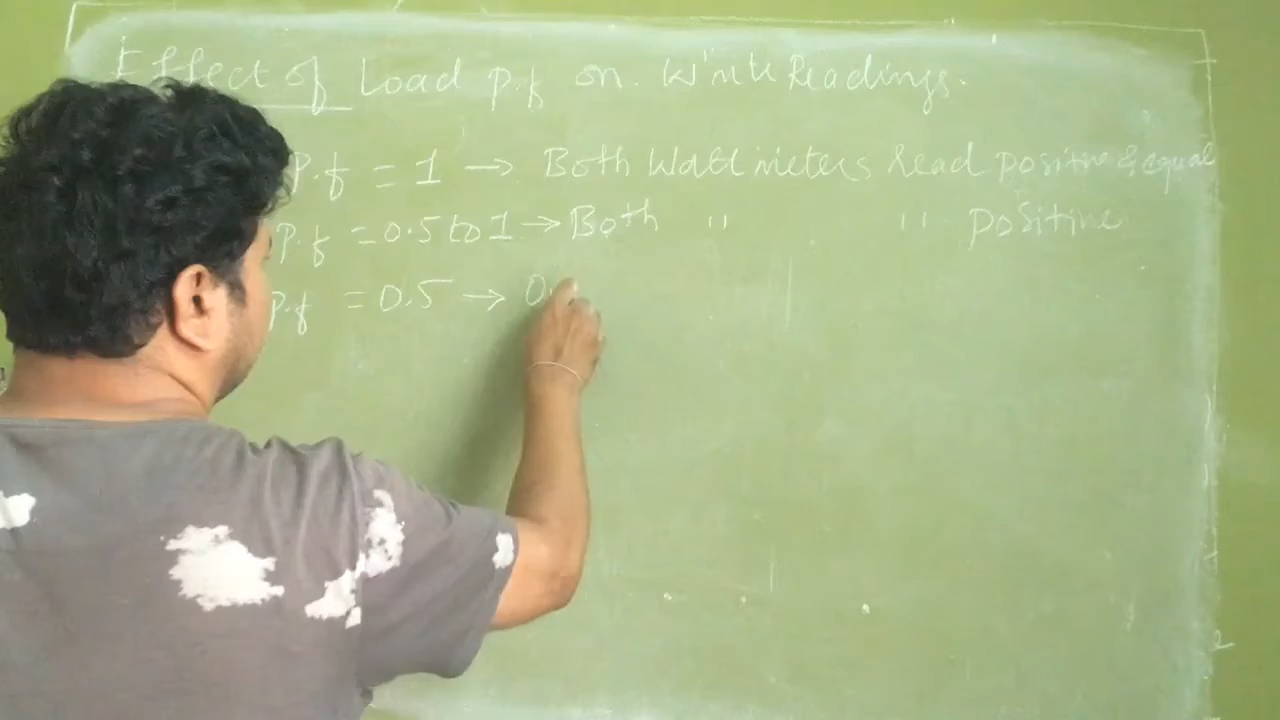 Effect of Load P.f on. W'mtr Readings.
P.f = 1 → Both Wattmeters Read positive & equal
P.f = 0.5 to 1 → Both " " positive
P.f = 0.5 → O